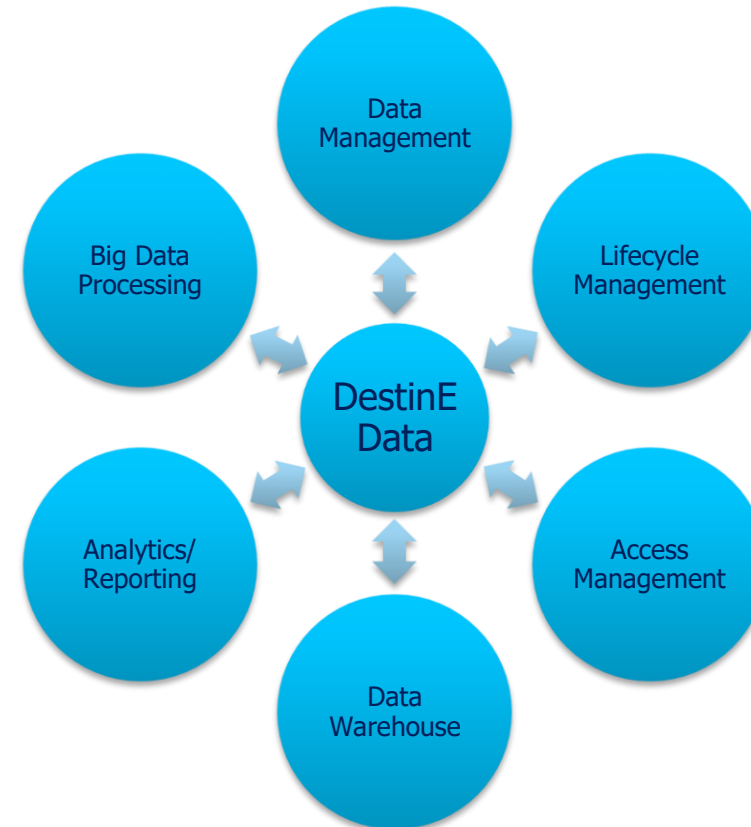 Data
Management
Big Data
Processing
Lifecycle
Management
DestinE
Data
Analytics/
Reporting
Access
Management
Data
Warehouse